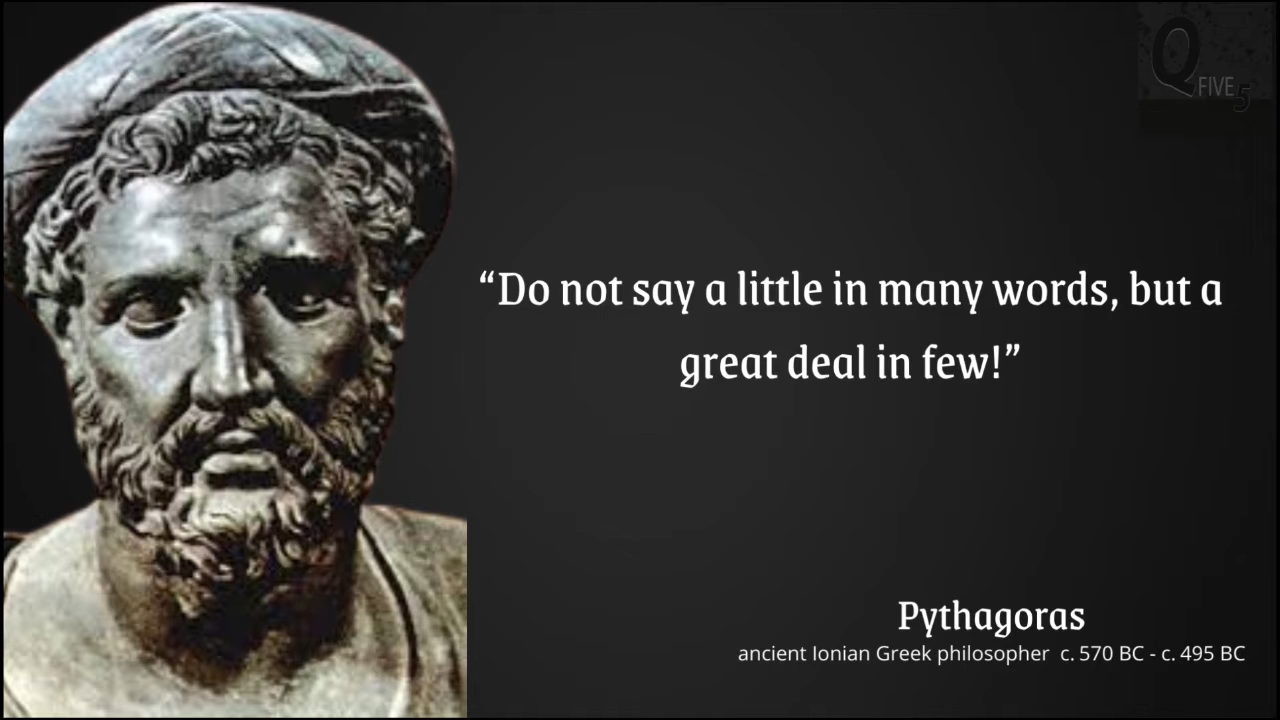 Q FIVE 5
“Do not say a little in many words, but a
great deal in few!”
Pythagoras
ancient Ionian Greek philosopher c. 570 BC - c. 495 BC